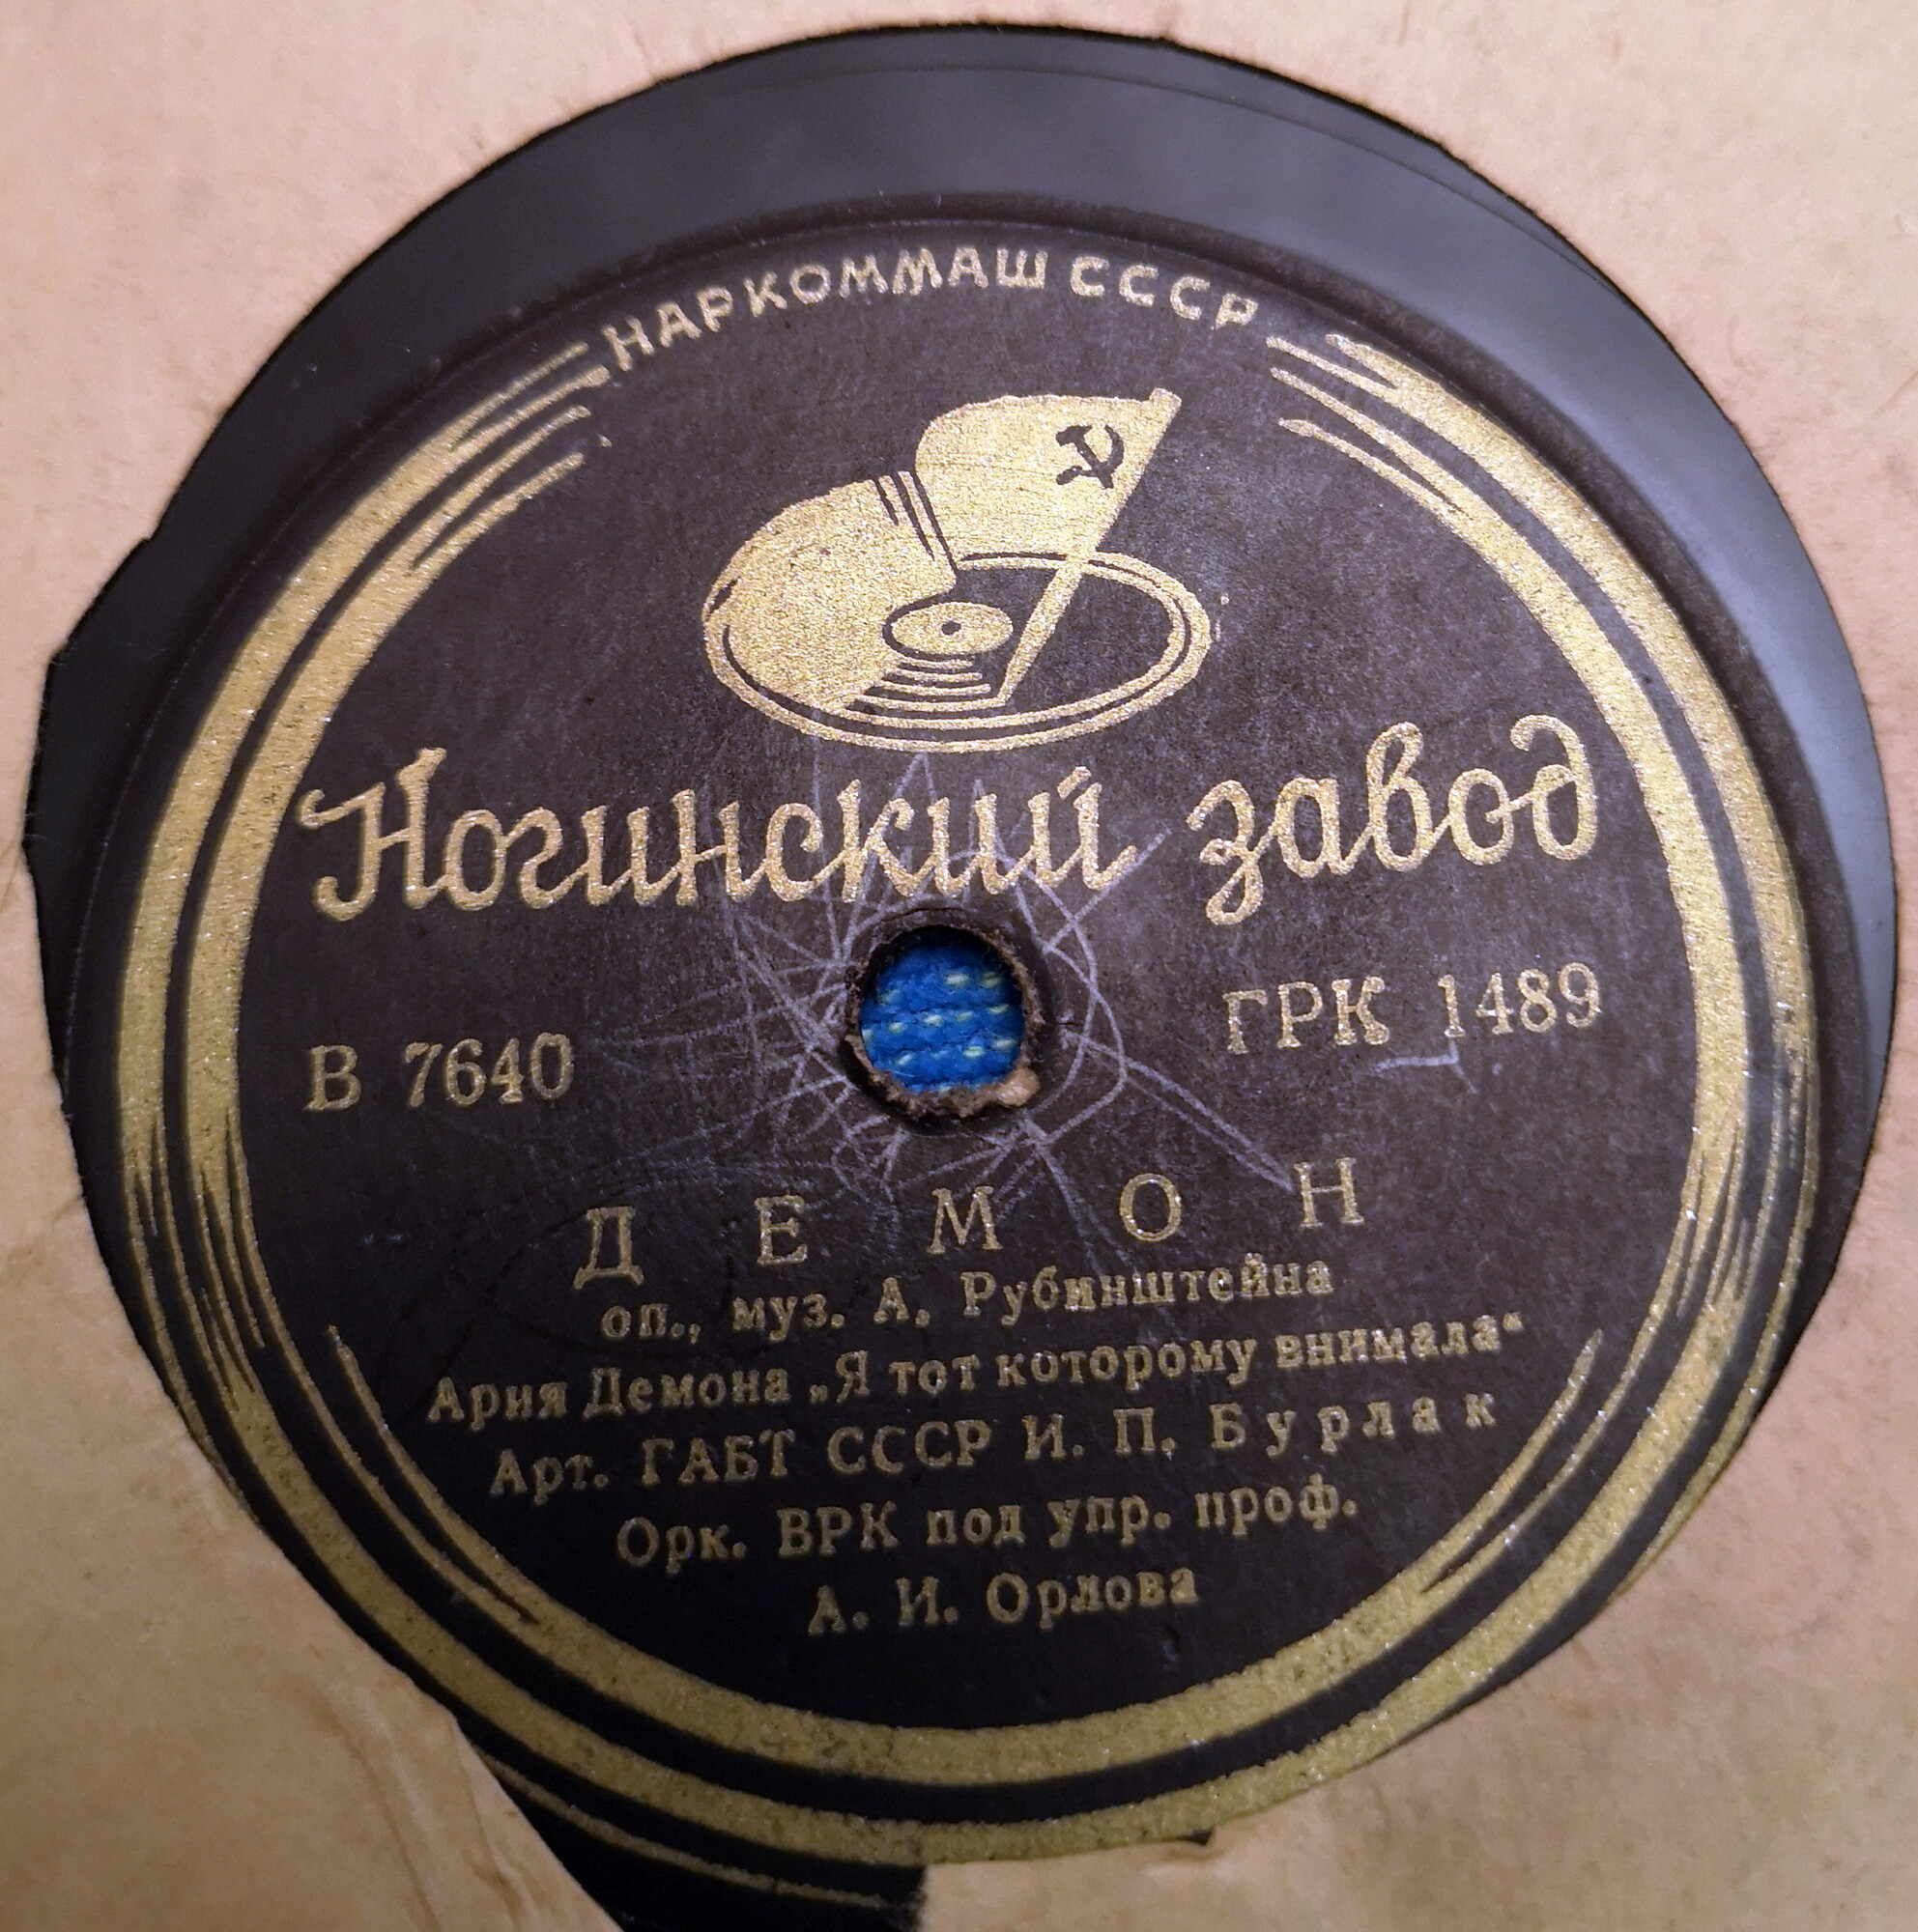 НАРКОММАШ СССР
Ногинский завод
В 7640
ГРК 1489
ДЕМОН
оп., муз. А. Рубинштейна
Ария Демона „Я тот которому внимала“
Арт. ГАБТ СССР И. П. Бурлак
Орк. ВРК под упр. проф.
А. И. Орлова